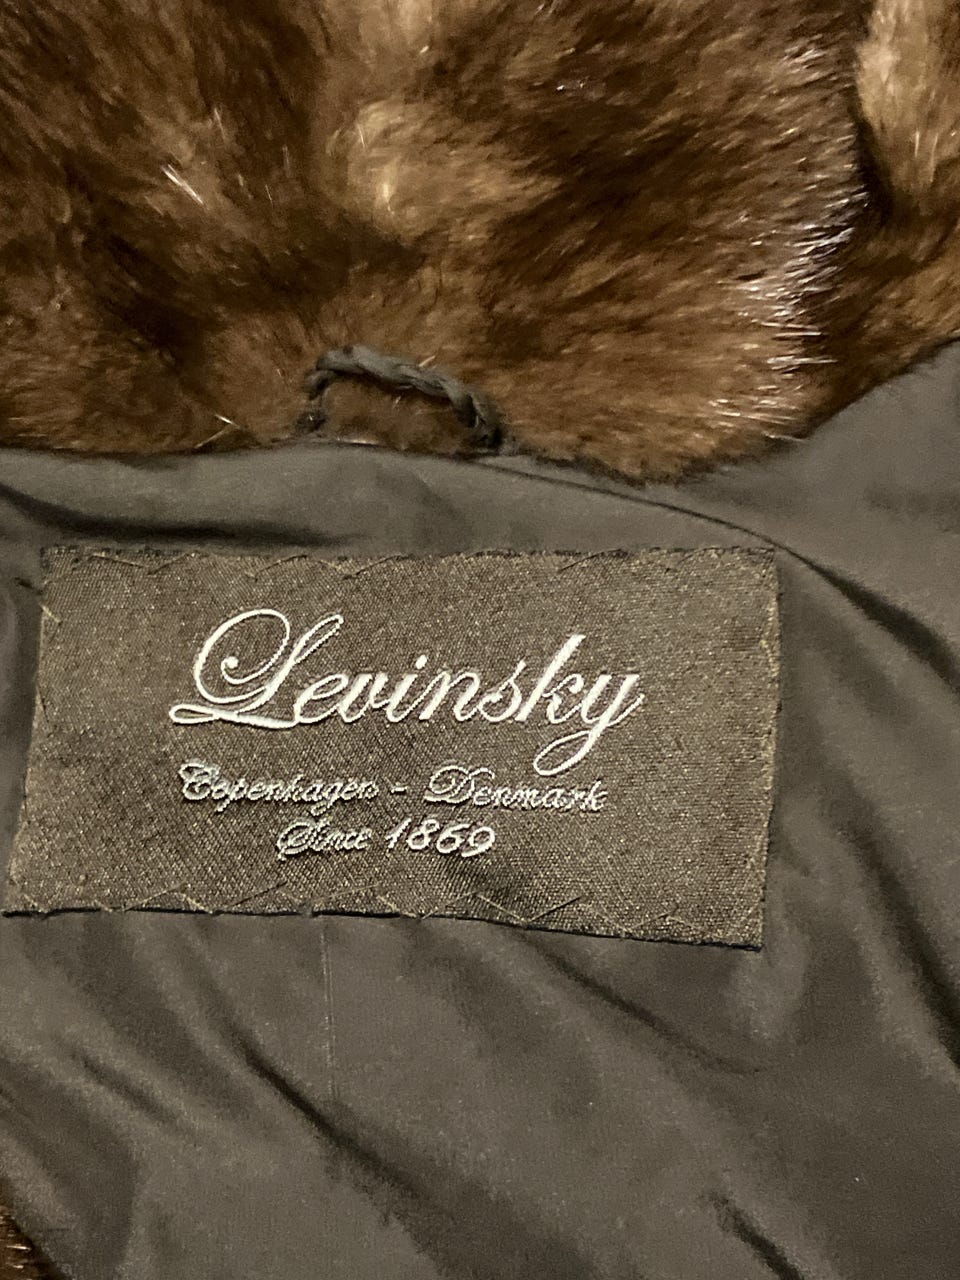 Levinsky
Copenhagen - Denmark
Since 1869